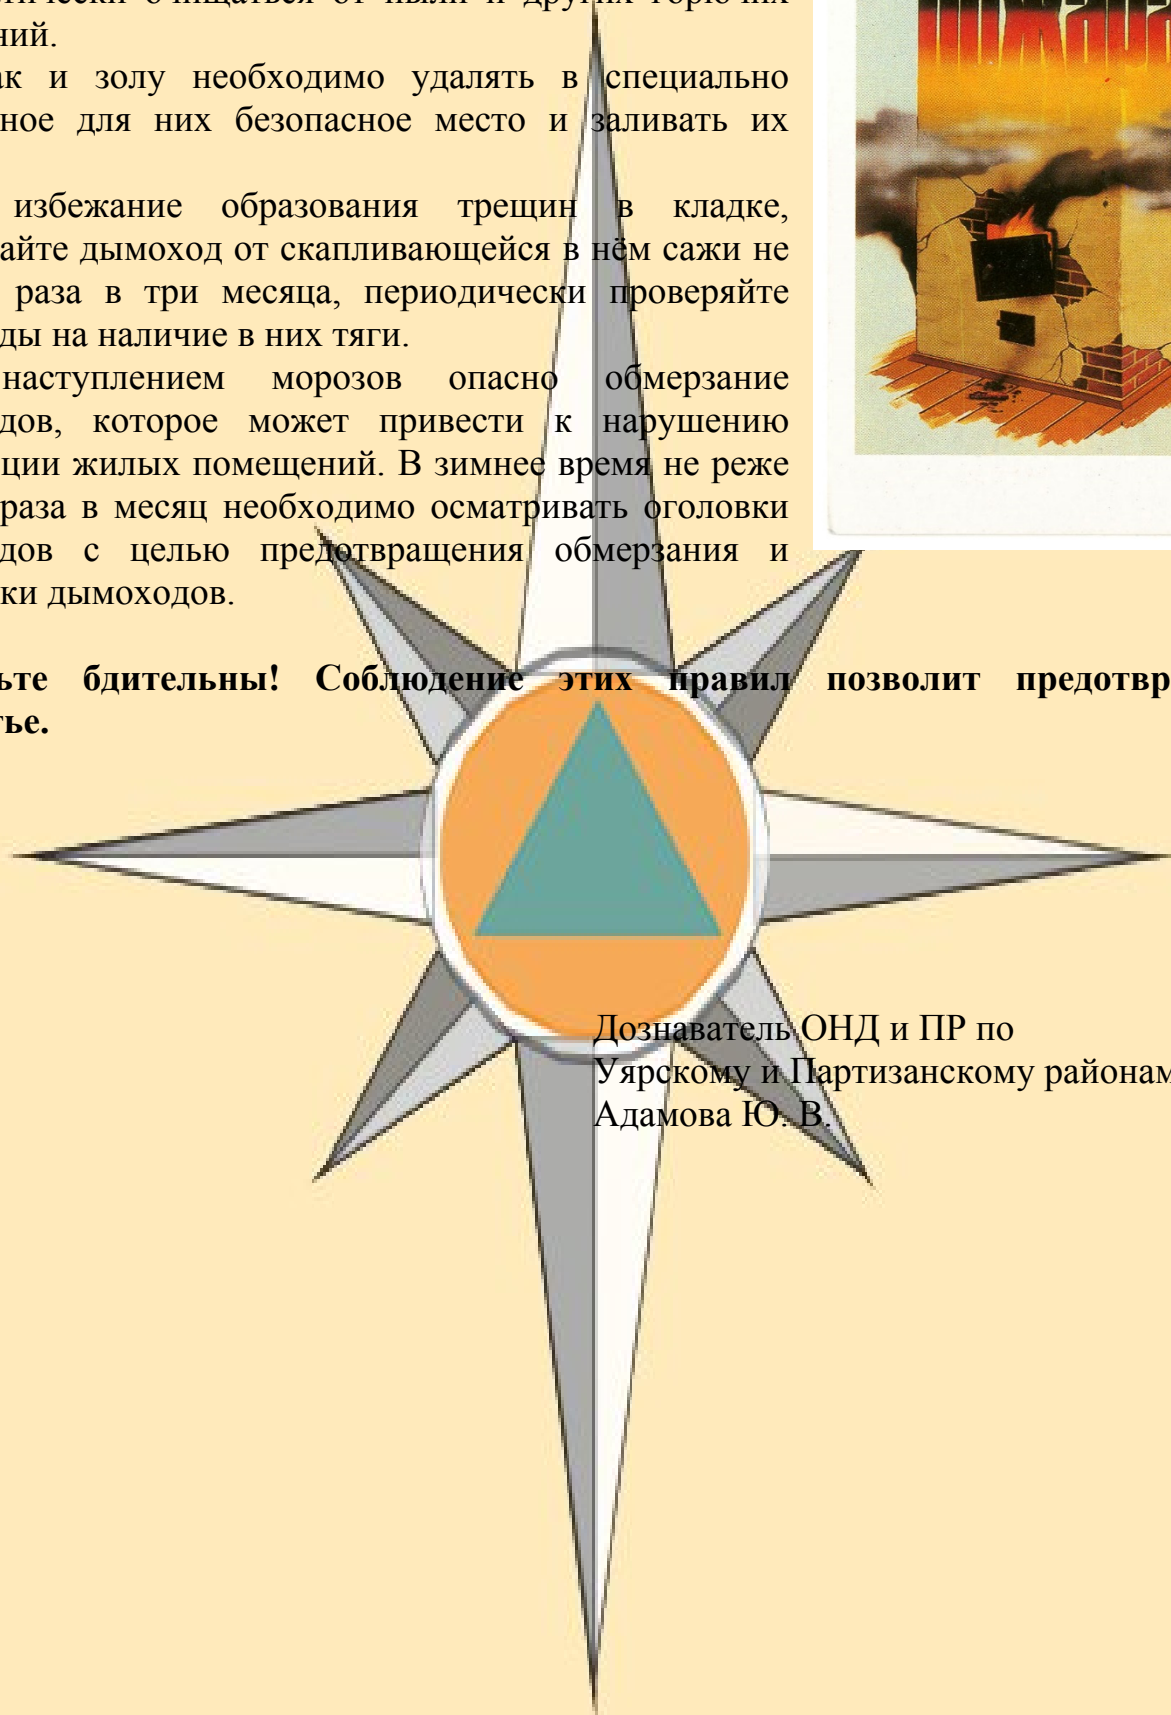 ний.
ак и золу необходимо удалять в специально
ное для них безопасное место и заливать их
избежание образования трещин в кладке,
айте дымоход от скапливающейся в нём сажи не
раза в три месяца, периодически проверяйте
ды на наличие в них тяги.
наступлением морозов опасно обмерзание
дов, которое может привести к нарушению
ции жилых помещений. В зимнее время не реже
раза в месяц необходимо осматривать оголовки
дов с целью предотвращения обмерзания и
ки дымоходов.
ьте бдительны! Соблюдение этих правил позволит предотвр
тье.
Дознаватель ОНД и ПР по
Уярскому и Партизанскому районам
Адамова Ю. В.